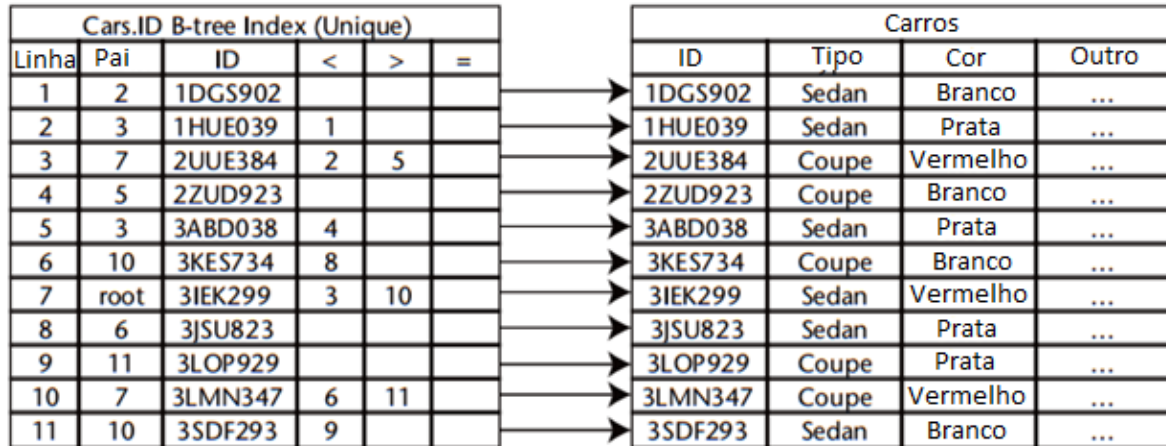 Cars.ID B-tree Index (Unique) Carros
Linha Pai ID < > = ID Tipo Cor Outro
1 2 1DGS902 1DGS902 Sedan Branco ...
2 3 1HUE039 1 1HUE039 Sedan Prata ...
3 7 2UUE384 2 5 2UUE384 Coupe Vermelho ...
4 5 2ZUD923 2ZUD923 Coupe Branco ...
5 3 3ABD038 4 3ABD038 Sedan Prata ...
6 10 3KES734 8 3KES734 Coupe Branco ...
7 root 3IEK299 3 10 3IEK299 Sedan Vermelho ...
8 6 3JSU823 3JSU823 Sedan Prata ...
9 11 3LOP929 3LOP929 Coupe Prata ...
10 7 3LMN347 6 11 3LMN347 Coupe Vermelho ...
11 10 3SDF293 9 3SDF293 Sedan Branco ...